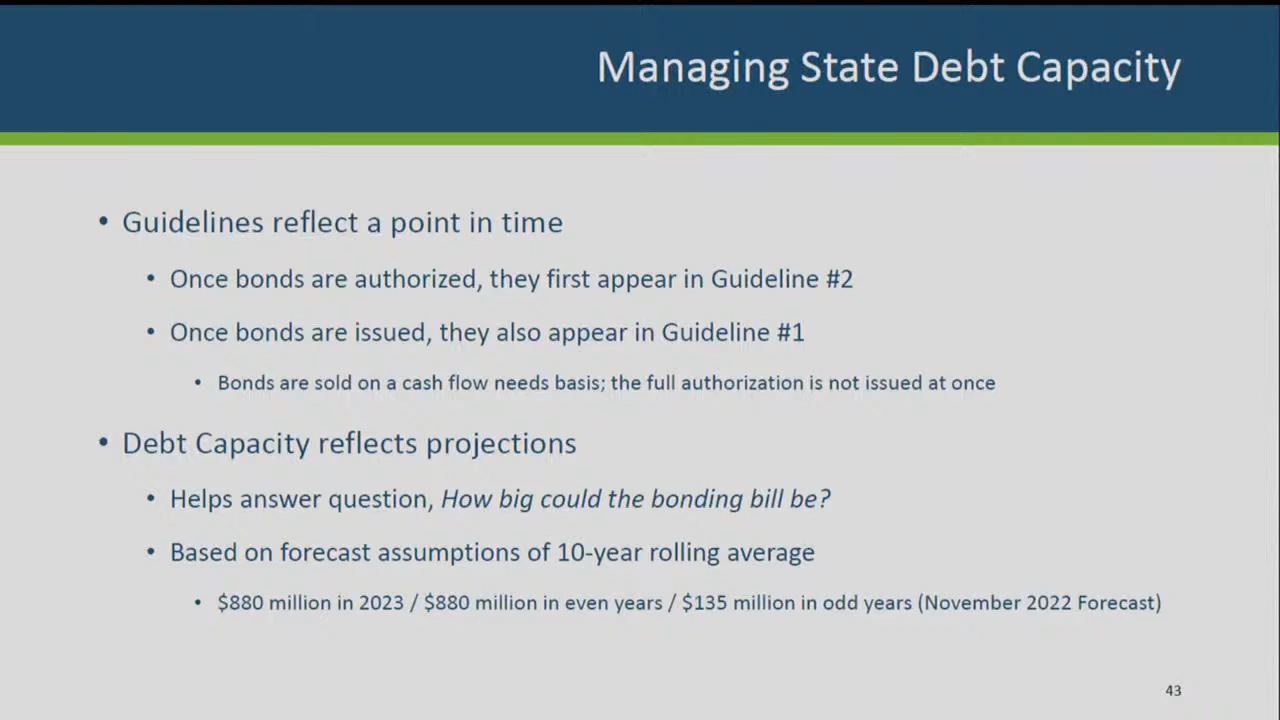 Managing State Debt Capacity
• Guidelines reflect a point in time
• Once bonds are authorized, they first appear in Guideline #2
• Once bonds are issued, they also appear in Guideline #1
• Bonds are sold on a cash flow needs basis; the full authorization is not issued at once
• Debt Capacity reflects projections
• Helps answer question, How big could the bonding bill be?
• Based on forecast assumptions of 10-year rolling average
• $880 million in 2023 / $880 million in even years / $135 million in odd years (November 2022 Forecast)
43